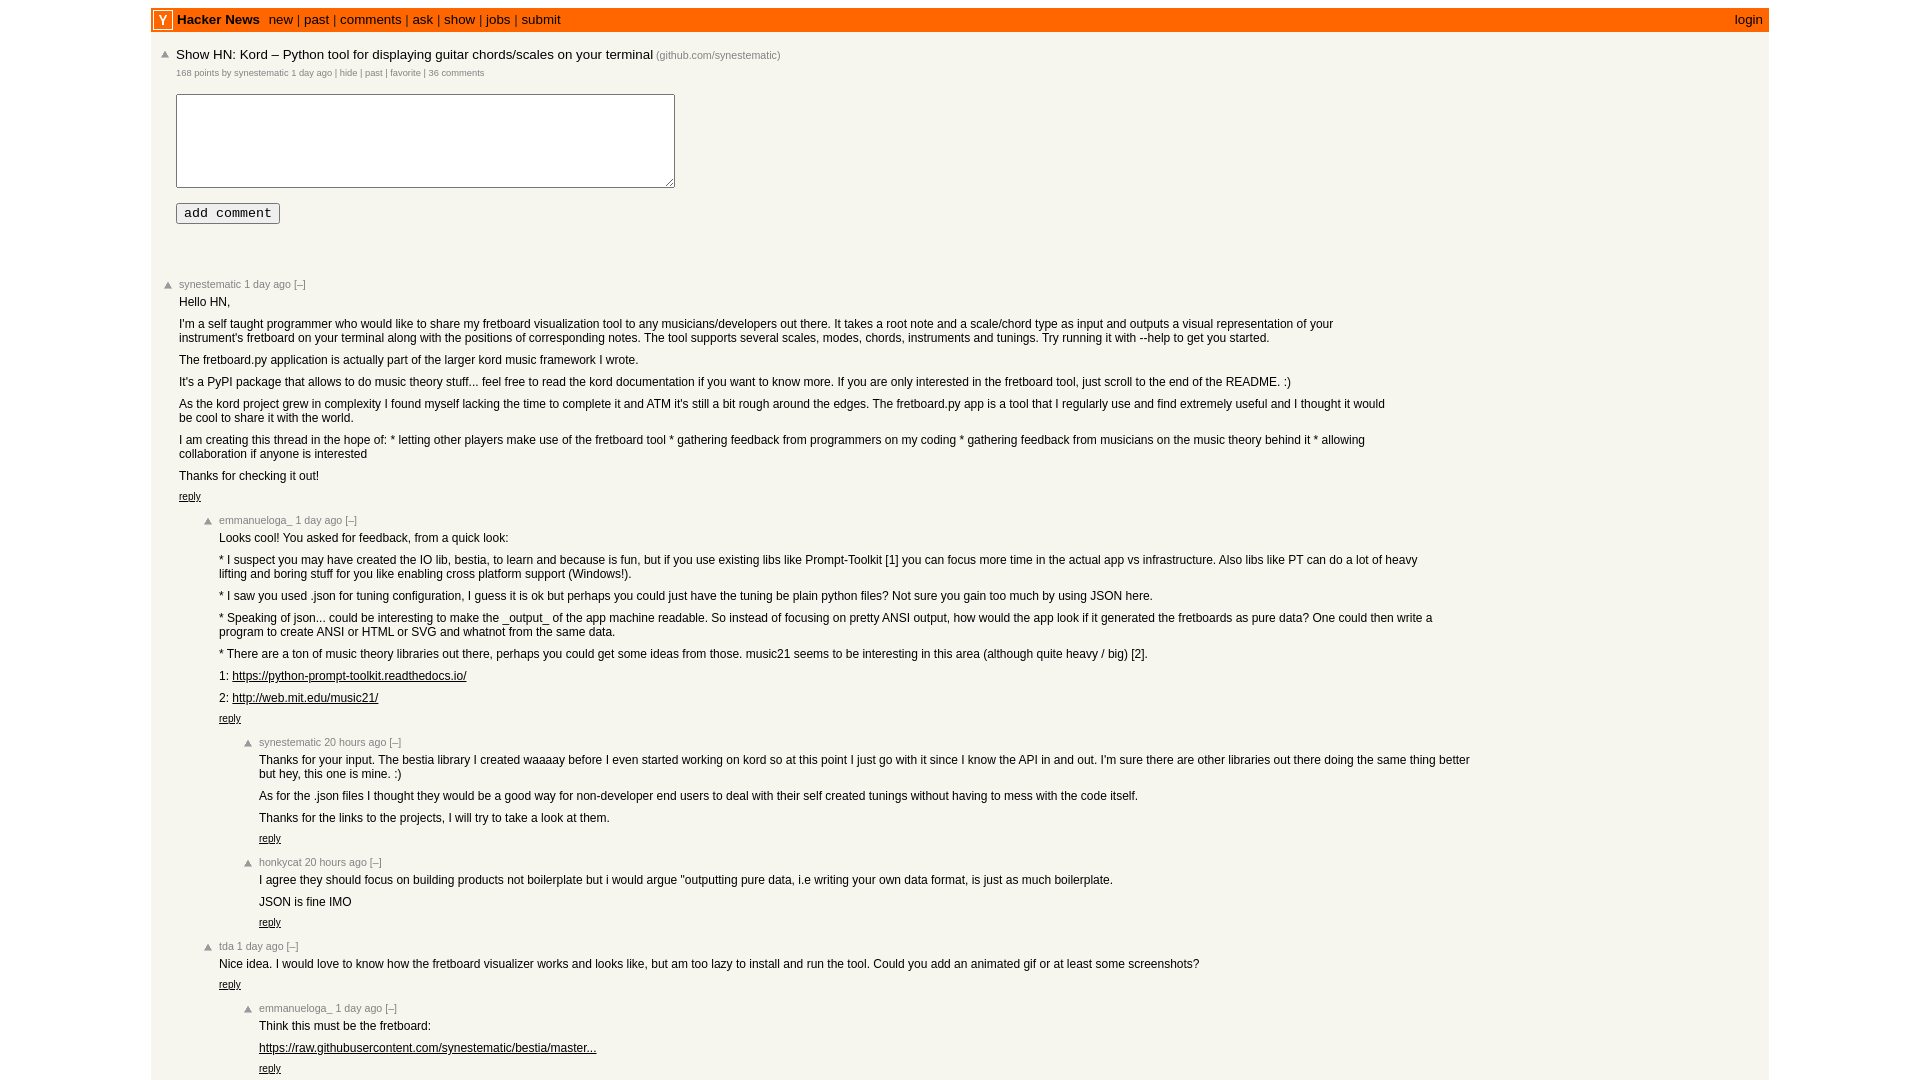 Y Hacker News new | past | comments | ask | show | jobs | submit login
Show HN: Kord – Python tool for displaying guitar chords/scales on your terminal (github.com/synestematic)
168 points by synestematic 1 day ago | hide | past | favorite | 36 comments
add comment
synestematic 1 day ago [–]
Hello HN,
I'm a self taught programmer who would like to share my fretboard visualization tool to any musicians/developers out there. It takes a root note and a scale/chord type as input and outputs a visual representation of your
instrument's fretboard on your terminal along with the positions of corresponding notes. The tool supports several scales, modes, chords, instruments and tunings. Try running it with --help to get you started.
The fretboard.py application is actually part of the larger kord music framework I wrote.
It's a PyPI package that allows to do music theory stuff... feel free to read the kord documentation if you want to know more. If you are only interested in the fretboard tool, just scroll to the end of the README. :)
As the kord project grew in complexity I found myself lacking the time to complete it and ATM it's still a bit rough around the edges. The fretboard.py app is a tool that I regularly use and find extremely useful and I thought it would
be cool to share it with the world.
I am creating this thread in the hope of: * letting other players make use of the fretboard tool * gathering feedback from programmers on my coding * gathering feedback from musicians on the music theory behind it * allowing
collaboration if anyone is interested
Thanks for checking it out!
reply
emmanueloga_ 1 day ago [–]
Looks cool! You asked for feedback, from a quick look:
* I suspect you may have created the IO lib, bestia, to learn and because is fun, but if you use existing libs like Prompt-Toolkit [1] you can focus more time in the actual app vs infrastructure. Also libs like PT can do a lot of heavy
lifting and boring stuff for you like enabling cross platform support (Windows!).
* I saw you used .json for tuning configuration, I guess it is ok but perhaps you could just have the tuning be plain python files? Not sure you gain too much by using JSON here.
* Speaking of json... could be interesting to make the _output_ of the app machine readable. So instead of focusing on pretty ANSI output, how would the app look if it generated the fretboards as pure data? One could then write a
program to create ANSI or HTML or SVG and whatnot from the same data.
* There are a ton of music theory libraries out there, perhaps you could get some ideas from those. music21 seems to be interesting in this area (although quite heavy / big) [2].
1: https://python-prompt-toolkit.readthedocs.io/
2: http://web.mit.edu/music21/
reply
synestematic 20 hours ago [–]
Thanks for your input. The bestia library I created waaaay before I even started working on kord so at this point I just go with it since I know the API in and out. I'm sure there are other libraries out there doing the same thing better
but hey, this one is mine. :)
As for the .json files I thought they would be a good way for non-developer end users to deal with their self created tunings without having to mess with the code itself.
Thanks for the links to the projects, I will try to take a look at them.
reply
honkycat 20 hours ago [–]
I agree they should focus on building products not boilerplate but i would argue "outputting pure data, i.e writing your own data format, is just as much boilerplate.
JSON is fine IMO
reply
tda 1 day ago [–]
Nice idea. I would love to know how the fretboard visualizer works and looks like, but am too lazy to install and run the tool. Could you add an animated gif or at least some screenshots?
reply
emmanueloga_ 1 day ago [–]
Think this must be the fretboard:
https://raw.githubusercontent.com/synestematic/bestia/master...
reply